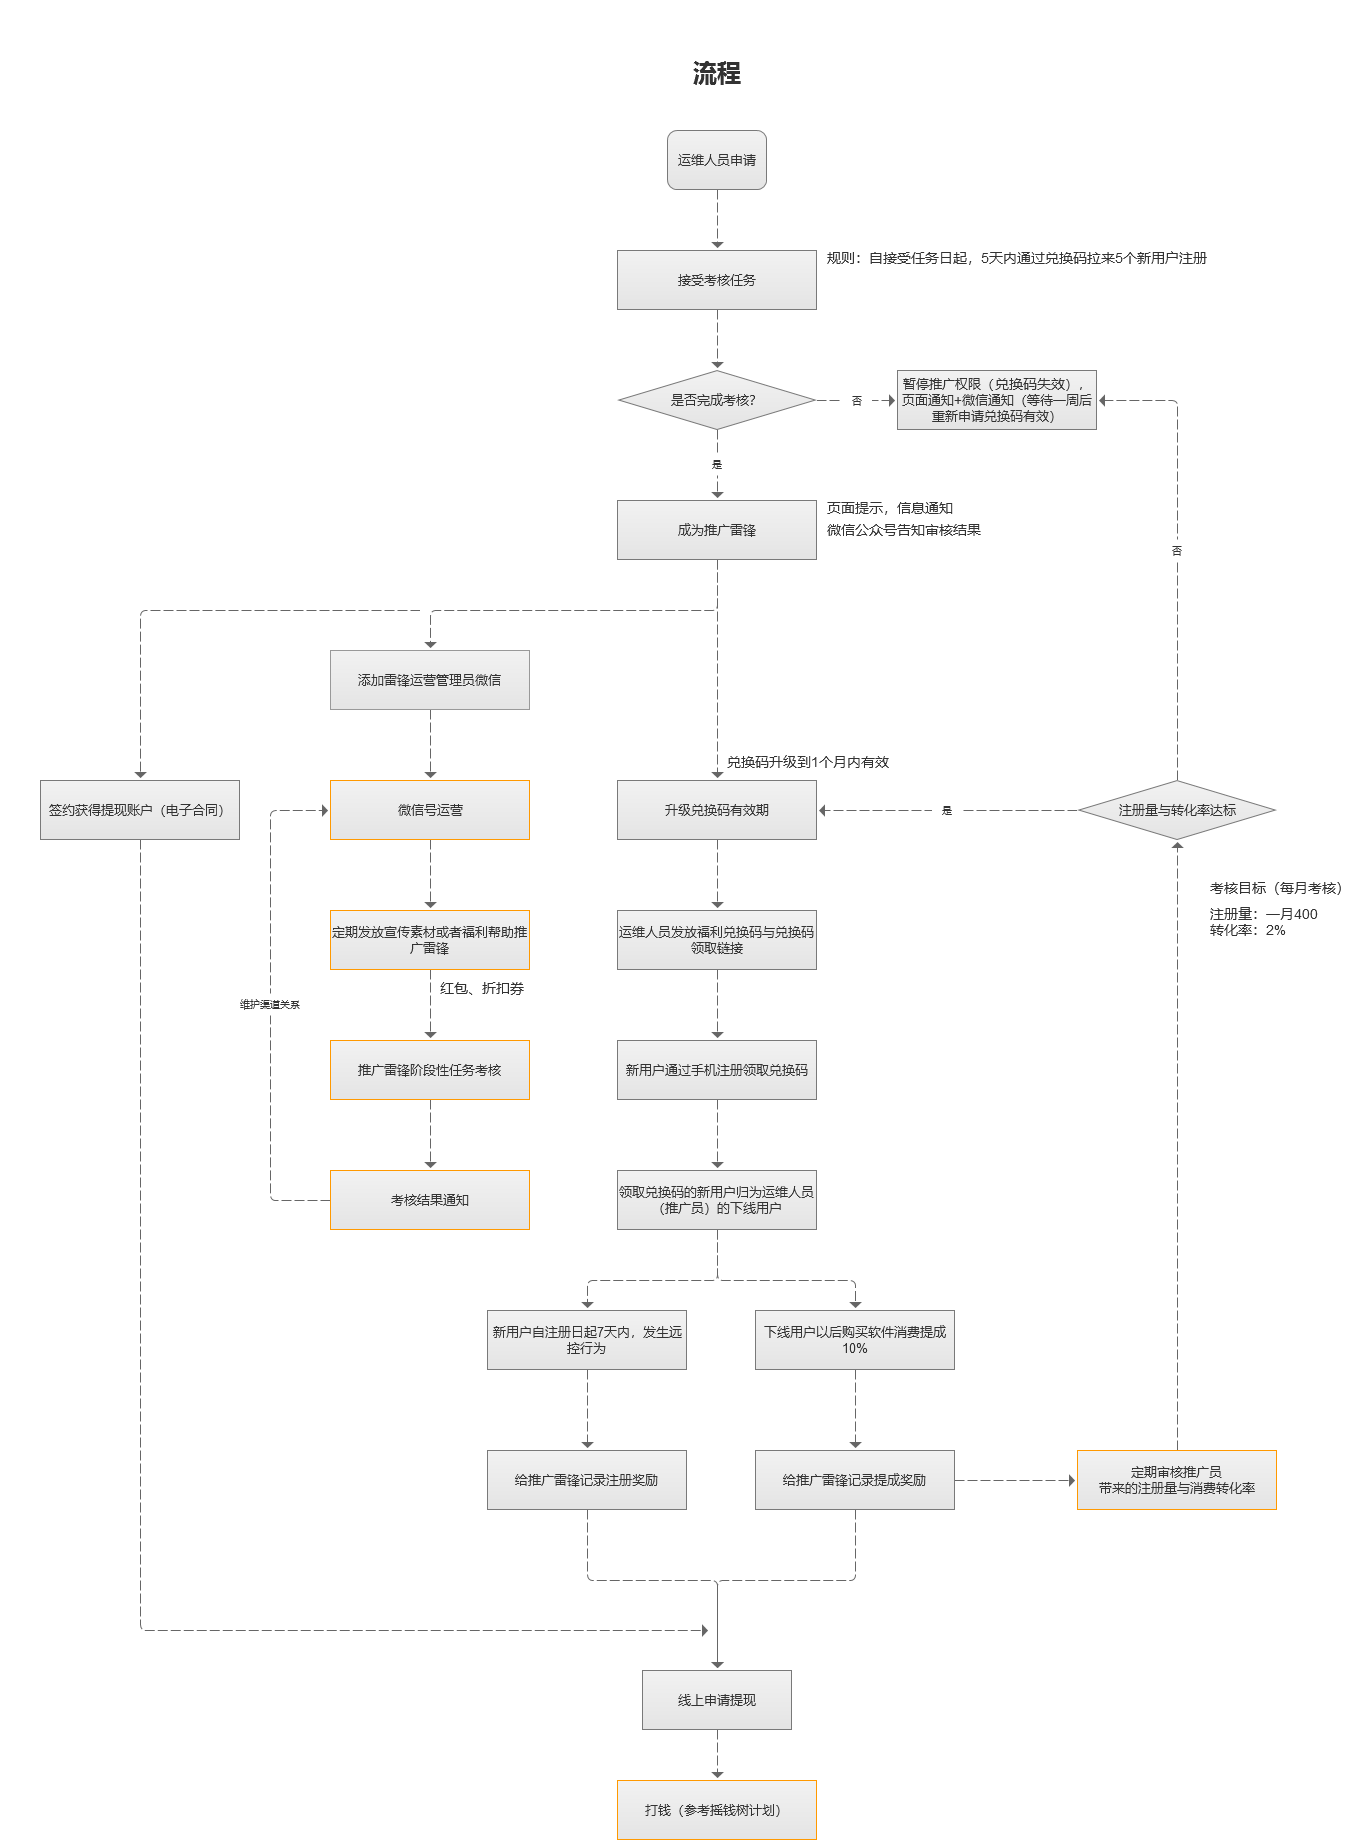 流程
运维人员申请
接受考核任务
规则：自接受任务日起，5天内通过兑换码拉来5个新用户注册
是否完成考核？
否
暂停推广权限（兑换码失效），
页面通知+微信通知（等待一周后
重新申请兑换码有效）
是
成为推广雷锋
页面提示，信息通知
微信公众号告知审核结果
否
添加雷锋运营管理员微信
兑换码升级到1个月内有效
签约获得提现账户（电子合同）
微信号运营
升级兑换码有效期
是
注册量与转化率达标
考核目标（每月考核）
注册量：一月400
转化率：2%
定期发放宣传素材或者福利帮助推
广雷锋
运维人员发放福利兑换码与兑换码
领取链接
红包、折扣券
维护渠道关系
推广雷锋阶段性任务考核
新用户通过手机注册领取兑换码
考核结果通知
领取兑换码的新用户归为运维人员
（推广员）的下线用户
新用户自注册日起7天内，发生远
控行为
下线用户以后购买软件消费提成
10%
给推广雷锋记录注册奖励
给推广雷锋记录提成奖励
定期审核推广员
带来的注册量与消费转化率
线上申请提现
打钱（参考摇钱树计划）